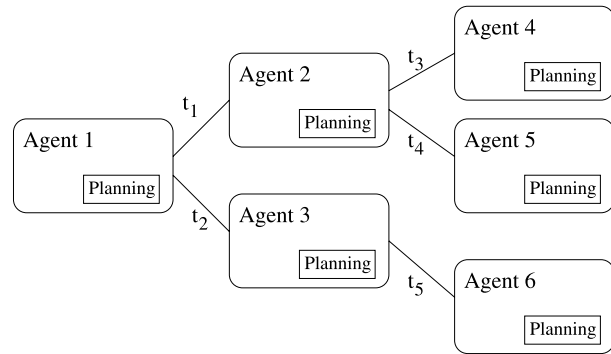 Agent 1
Planning
t1
t2
Agent 2
Planning
Agent 3
Planning
t3
t4
t5
Agent 4
Planning
Agent 5
Planning
Agent 6
Planning